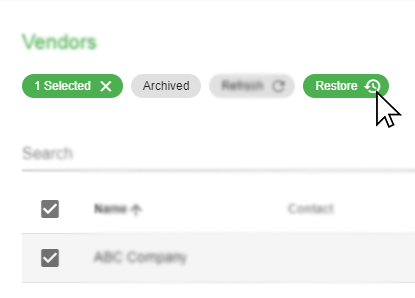 Vendors
1 Selected Archived Refresh Restore
Search
Name Contact
ABC Company